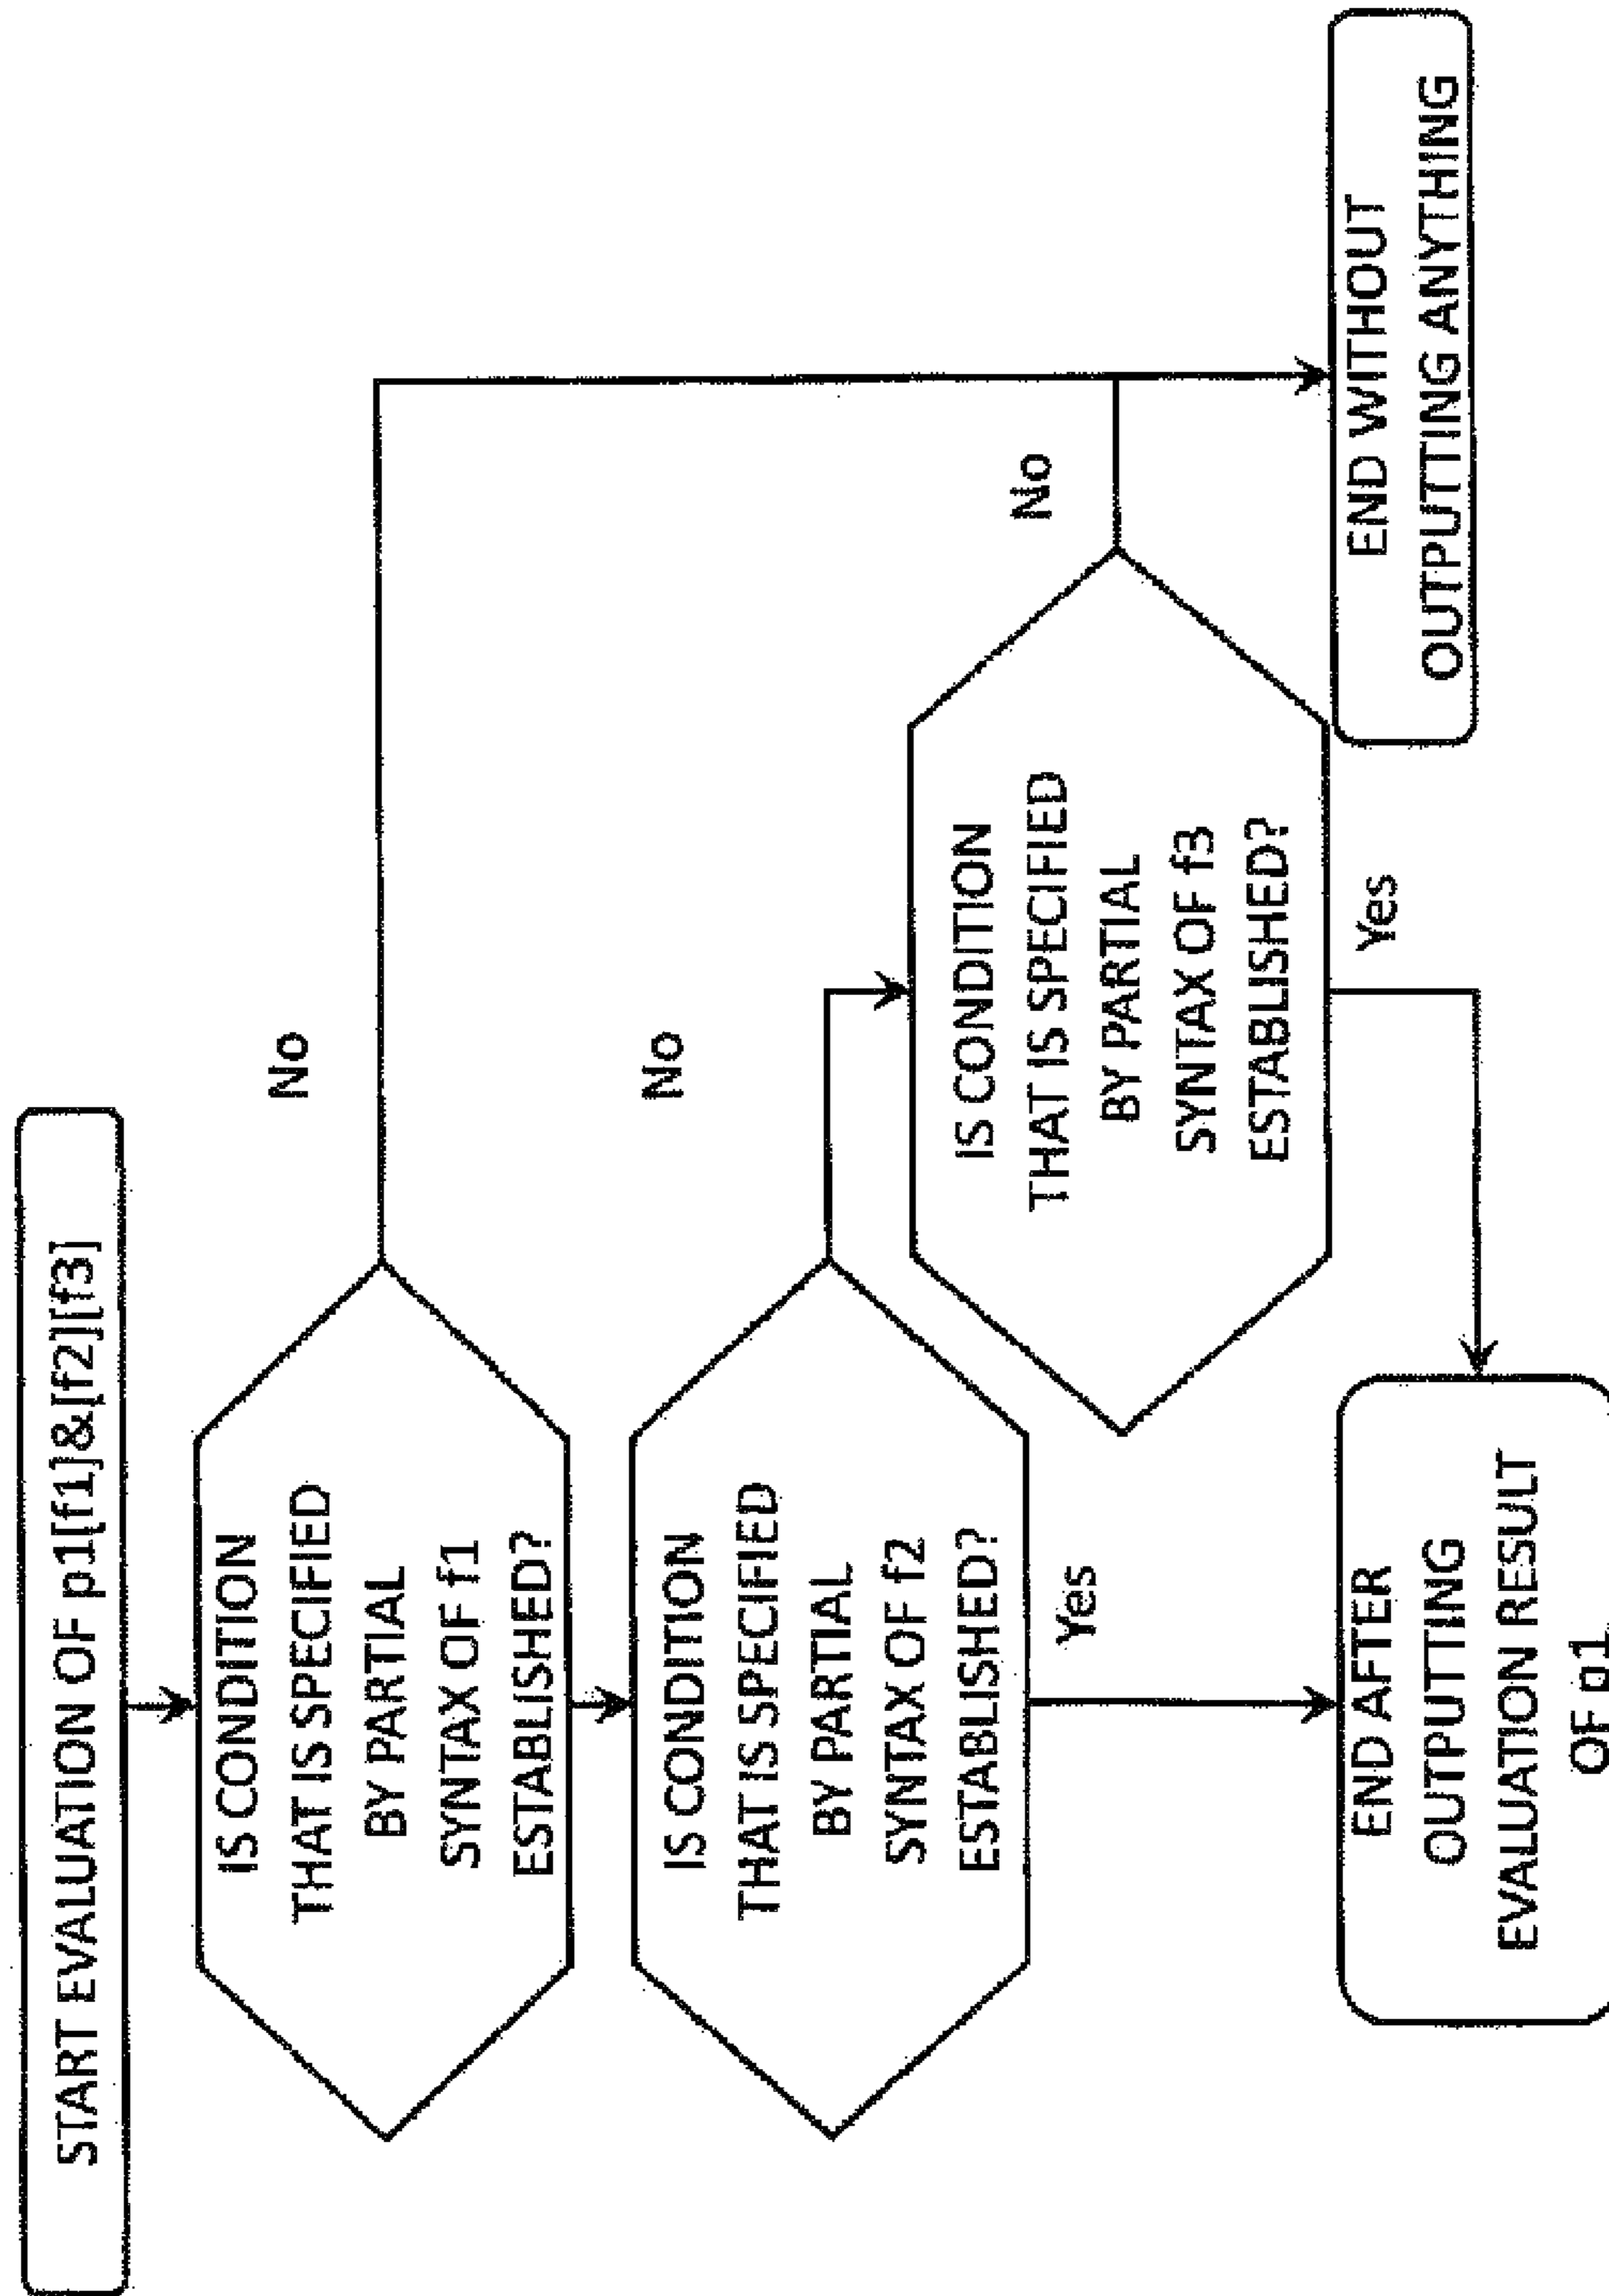 START EVALUATION OF p1[f1]&[f2][f3]
IS CONDITION
THAT IS SPECIFIED
BY PARTIAL
SYNTAX OF f1
ESTABLISHED?
No
IS CONDITION
THAT IS SPECIFIED
BY PARTIAL
SYNTAX OF f2
ESTABLISHED?
No
Yes
IS CONDITION
THAT IS SPECIFIED
BY PARTIAL
SYNTAX OF f3
ESTABLISHED?
No
Yes
END AFTER
OUTPUTTING
EVALUATION RESULT
OF p1
END WITHOUT
OUTPUTTING ANYTHING